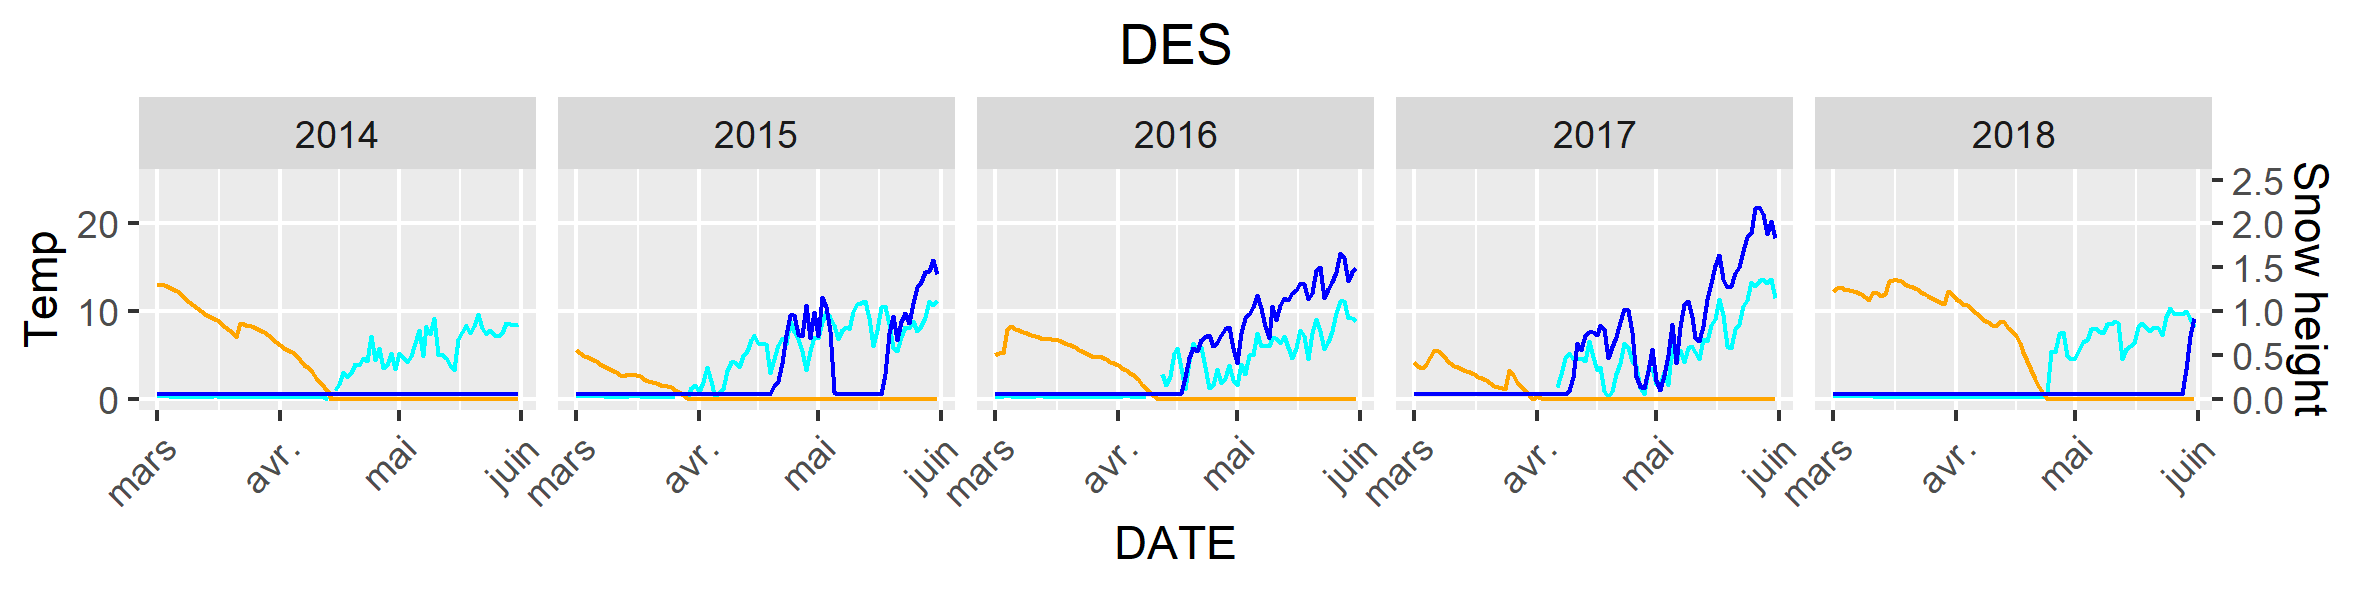 DES
2014 2015 2016 2017 2018
Temp
20
10
0
2.5
2.0
1.5
1.0
0.5
0.0
Snow height
mars avr. mai juin mars avr. mai juin mars avr. mai juin mars avr. mai juin mars avr. mai juin
DATE